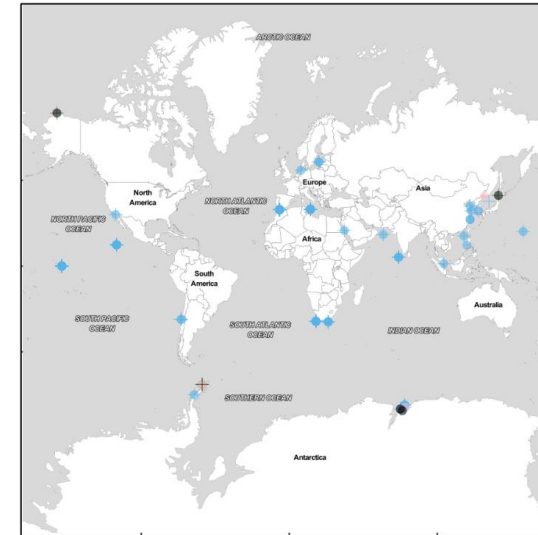 ARCTIC OCEAN
Europe
Asia
North
America
NORTH ATLANTIC
OCEAN
NORTH PACIFIC
OCEAN
Africa
South
America
Australia
SOUTH PACIFIC
OCEAN
SOUTH ATLANTIC
OCEAN
INDIAN OCEAN
SOUTHERN OCEAN
Antarctica